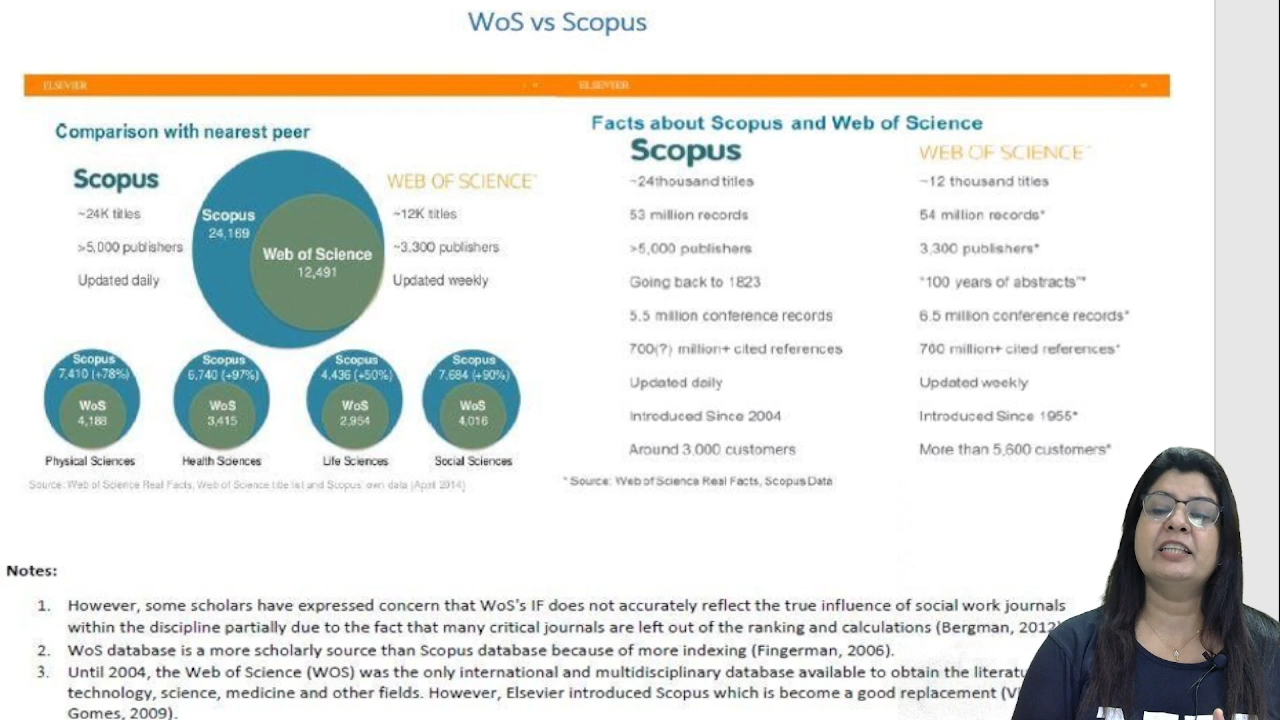 WoS vs Scopus
ELSEVIER
ELSEVIER
Comparison with nearest peer
Scopus
WEB OF SCIENCE™
~24K titles
>5,000 publishers
Updated daily
Scopus
24,169
Web of Science
12,491
~12K titles
~3,300 publishers
Updated weekly
Scopus
7,410 (+78%)
WoS
4,188
Physical Sciences
Scopus
6,740 (+97%)
WoS
3,415
Health Sciences
Scopus
4,436 (+50%)
WoS
2,954
Life Sciences
Scopus
7,684 (+90%)
WoS
4,016
Social Sciences
Source: Web of Science Real Facts, Web of Science title list and Scopus' own data (April 2014)
Facts about Scopus and Web of Science
Scopus
WEB OF SCIENCE™
~24thousand titles
~12 thousand titles
53 million records
54 million records*
>5,000 publishers
3,300 publishers*
Going back to 1823
"100 years of abstracts"*
5.5 million conference records
6.5 million conference records*
700(?) million+ cited references
760 million+ cited references*
Updated daily
Updated weekly
Introduced Since 2004
Introduced Since 1955*
Around 3,000 customers
More than 5,600 customers*
* Source: Web of Science Real Facts, Scopus Data
Notes:
1. However, some scholars have expressed concern that WoS's IF does not accurately reflect the true influence of social work journals
within the discipline partially due to the fact that many critical journals are left out of the ranking and calculations (Bergman, 2012)
2. WoS database is a more scholarly source than Scopus database because of more indexing (Fingerman, 2006).
3. Until 2004, the Web of Science (WOS) was the only international and multidisciplinary database available to obtain the
technology, science, medicine and other fields. However, Elsevier introduced Scopus which is become a good replacement
Gomes, 2009).